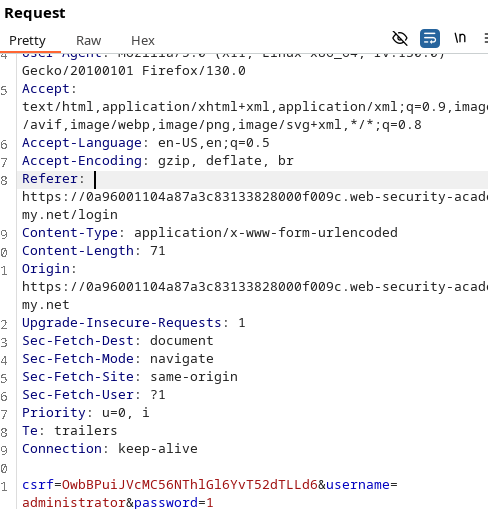 Request
Pretty Raw Hex \n
4 User-Agent: Mozilla/5.0 (X11; Linux x86_64; rv:130.0)
Gecko/20100101 Firefox/130.0
5 Accept:
text/html,application/xhtml+xml,application/xml;q=0.9,image
/avif,image/webp,image/png,image/svg+xml,*/*;q=0.8
6 Accept-Language: en-US,en;q=0.5
7 Accept-Encoding: gzip, deflate, br
8 Referer:
https://0a96001104a87a3c83133828000f009c.web-security-acade
my.net/login
9 Content-Type: application/x-www-form-urlencoded
0 Content-Length: 71
1 Origin:
https://0a96001104a87a3c83133828000f009c.web-security-acade
my.net
2 Upgrade-Insecure-Requests: 1
3 Sec-Fetch-Dest: document
4 Sec-Fetch-Mode: navigate
5 Sec-Fetch-Site: same-origin
6 Sec-Fetch-User: ?1
7 Priority: u=0, i
8 Te: trailers
9 Connection: keep-alive
0
1 csrf=OwbBPuiJVcMC56NThlGl6YvT52dTLLd6&username=
administrator&password=1